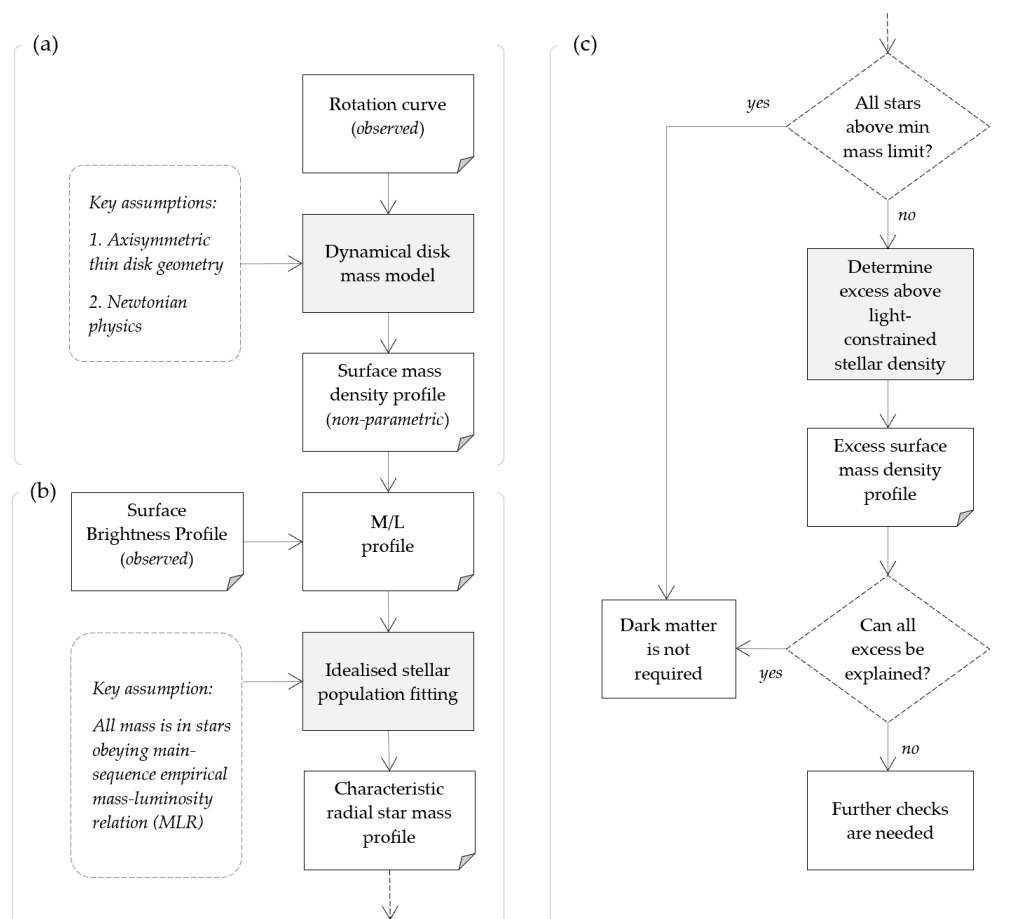 (a)
Rotation curve
(observed)
Key assumptions:
1. Axisymmetric
thin disk geometry
2. Newtonian
physics
Dynamical disk
mass model
Surface mass
density profile
(non-parametric)
(b)
Surface
Brightness Profile
(observed)
M/L
profile
Key assumption:
All mass is in stars
obeying main-
sequence empirical
mass-luminosity
relation (MLR)
Idealised stellar
population fitting
Characteristic
radial star mass
profile
(c)
All stars
above min
mass limit?
yes
no
Determine
excess above
light-
constrained
stellar density
Excess surface
mass density
profile
Can all
excess be
explained?
yes
Dark matter
is not
required
no
Further checks
are needed